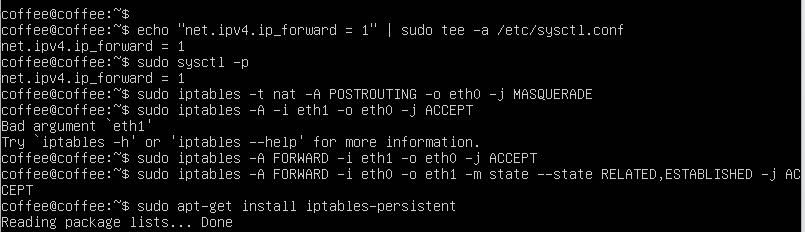 coffee@coffee:~$
coffee@coffee:~$ echo "net.ipv4.ip_forward = 1" | sudo tee -a /etc/sysctl.conf
net.ipv4.ip_forward = 1
coffee@coffee:~$ sudo sysctl -p
net.ipv4.ip_forward = 1
coffee@coffee:~$ sudo iptables -t nat -A POSTROUTING -o eth0 -j MASQUERADE
coffee@coffee:~$ sudo iptables -A -i eth1 -o eth0 -j ACCEPT
Bad argument `eth1'
Try `iptables -h' or 'iptables --help' for more information.
coffee@coffee:~$ sudo iptables -A FORWARD -i eth1 -o eth0 -j ACCEPT
coffee@coffee:~$ sudo iptables -A FORWARD -i eth0 -o eth1 -m state --state RELATED,ESTABLISHED -j AC
CEPT
coffee@coffee:~$ sudo apt-get install iptables-persistent
Reading package lists... Done